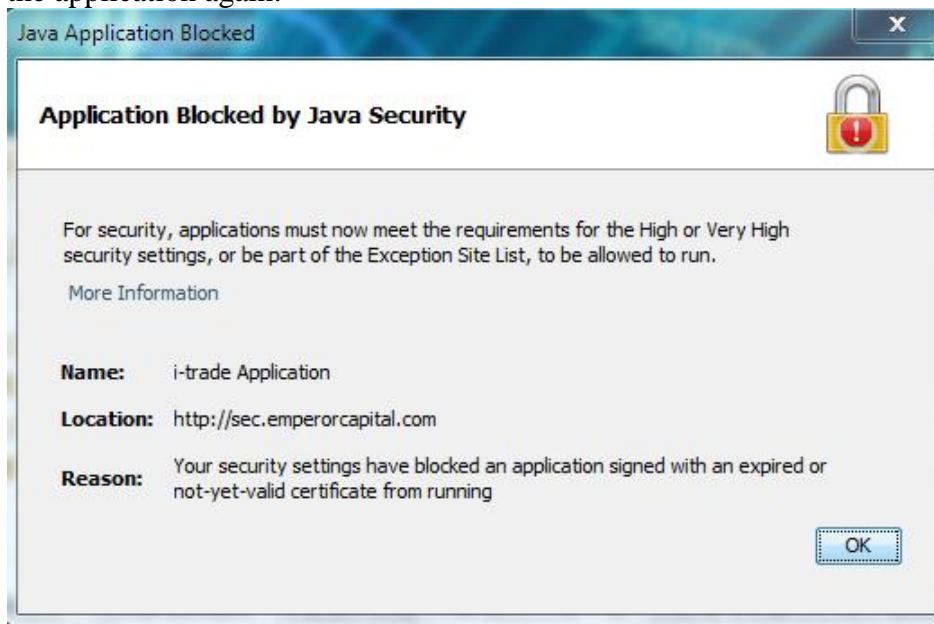 the application again.
Java Application Blocked
X
Application Blocked by Java Security
For security, applications must now meet the requirements for the High or Very High
security settings, or be part of the Exception Site List, to be allowed to run.
More Information
Name: i-trade Application
Location: http://sec.emperorcapital.com
Reason: Your security settings have blocked an application signed with an expired or
not-yet-valid certificate from running
OK